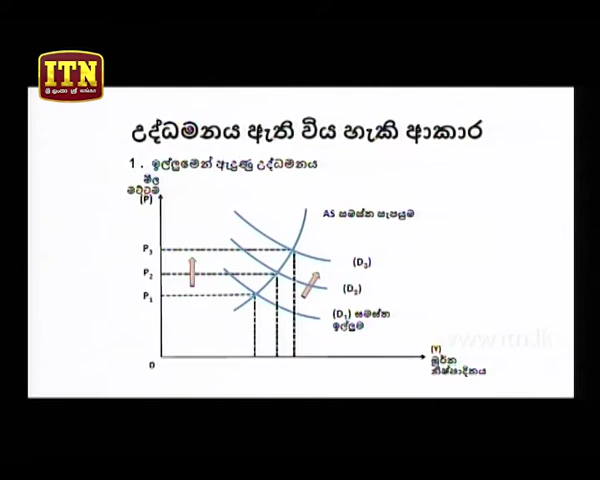 ITN
ශ්‍රී ලංකා
උද්ධමනය ඇති විය හැකි ආකාර
1. ඉල්ලුමෙන් ඇදුණු උද්ධමනය
මිල
මට්ටම
(P)
AS සමස්ත සැපයුම
P3
(D3)
P2
(D2)
P1
(D1) සමස්ත
ඉල්ලුම
0
(Y)
මූර්ත
නිෂ්පාදිතය